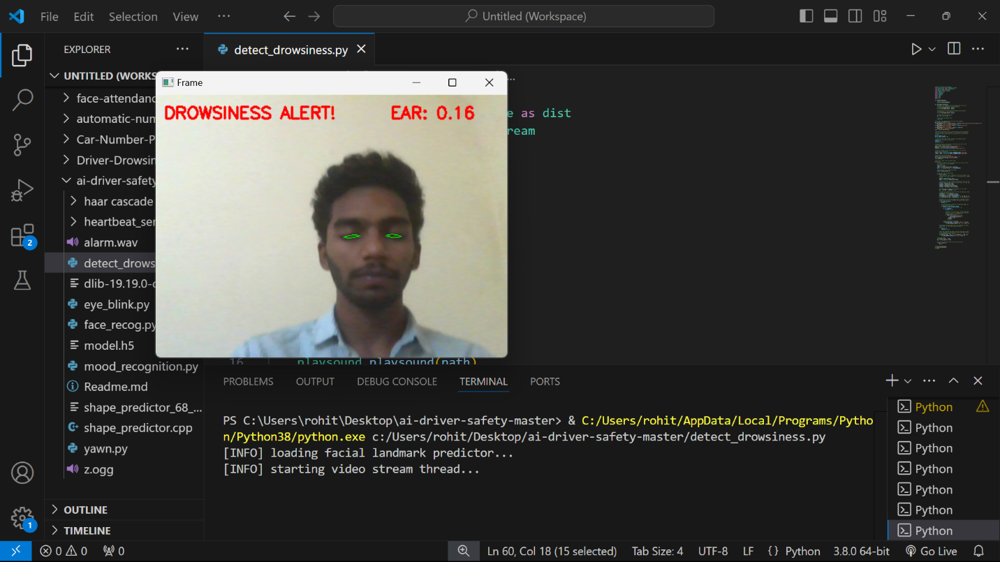 File Edit Selection View ··· Untitled (Workspace)
EXPLORER ···
detect_drowsiness.py
UNTITLED (WORKS
face-attendanc
automatic-num
Car-Number-P
Driver-Drowsin
ai-driver-safety
haar cascade
heartbeat_ser
alarm.wav
detect_drows
dlib-19.19.0-c
eye_blink.py
face_recog.py
model.h5
mood_recognition.py
Readme.md
shape_predictor_68_...
shape_predictor.cpp
yawn.py
z.ogg
OUTLINE
TIMELINE
2
1
Frame
DROWSINESS ALERT! EAR: 0.16
...
e as dist
ream
16 playsound.playsound(path)
PROBLEMS OUTPUT DEBUG CONSOLE TERMINAL PORTS
PS C:\Users\rohit\Desktop\ai-driver-safety-master> & C:/Users/rohit/AppData/Local/Programs/Pytho
n/Python38/python.exe c:/Users/rohit/Desktop/ai-driver-safety-master/detect_drowsiness.py
[INFO] loading facial landmark predictor...
[INFO] starting video stream thread...
Python
Python
Python
Python
Python
Python
Python
0 0 0 Ln 60, Col 18 (15 selected) Tab Size: 4 UTF-8 LF {} Python 3.8.0 64-bit Go Live